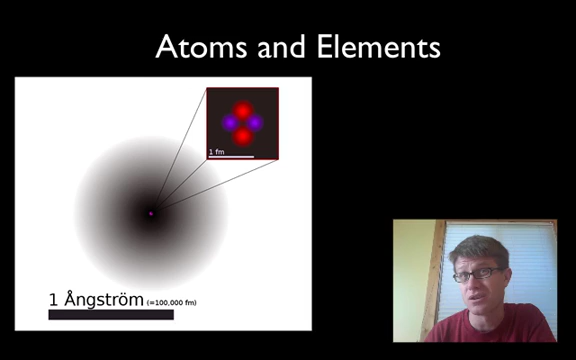 Atoms and Elements
1 fm
1 Ångström (=100,000 fm)